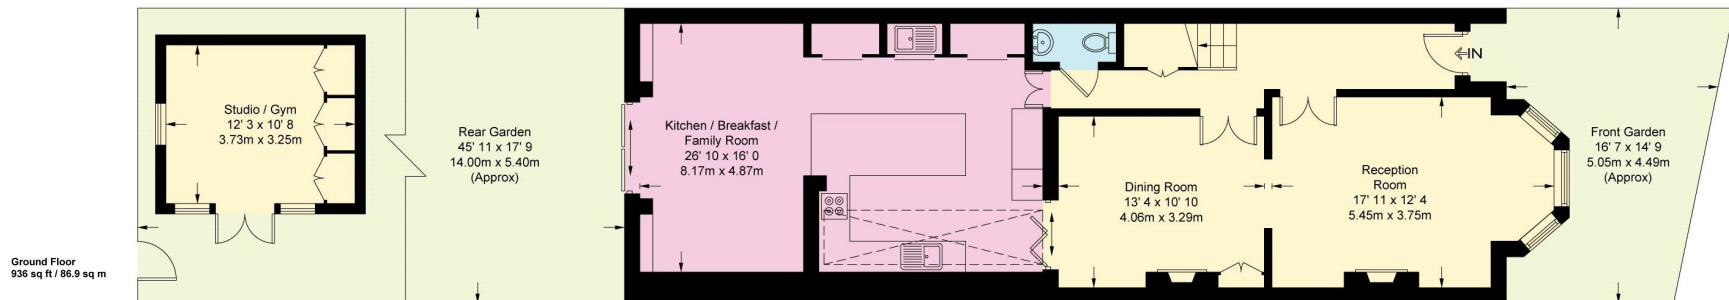 Studio / Gym
12' 3 x 10' 8
3.73m x 3.25m
Rear Garden
45' 11 x 17' 9
14.00m x 5.40m
(Approx)
Kitchen / Breakfast /
Family Room
26' 10 x 16' 0
8.17m x 4.87m
Dining Room
13' 4 x 10' 10
4.06m x 3.29m
Reception
Room
17' 11 x 12' 4
5.45m x 3.75m
IN
Front Garden
16' 7 x 14' 9
5.05m x 4.49m
(Approx)
Ground Floor
936 sq ft / 86.9 sq m